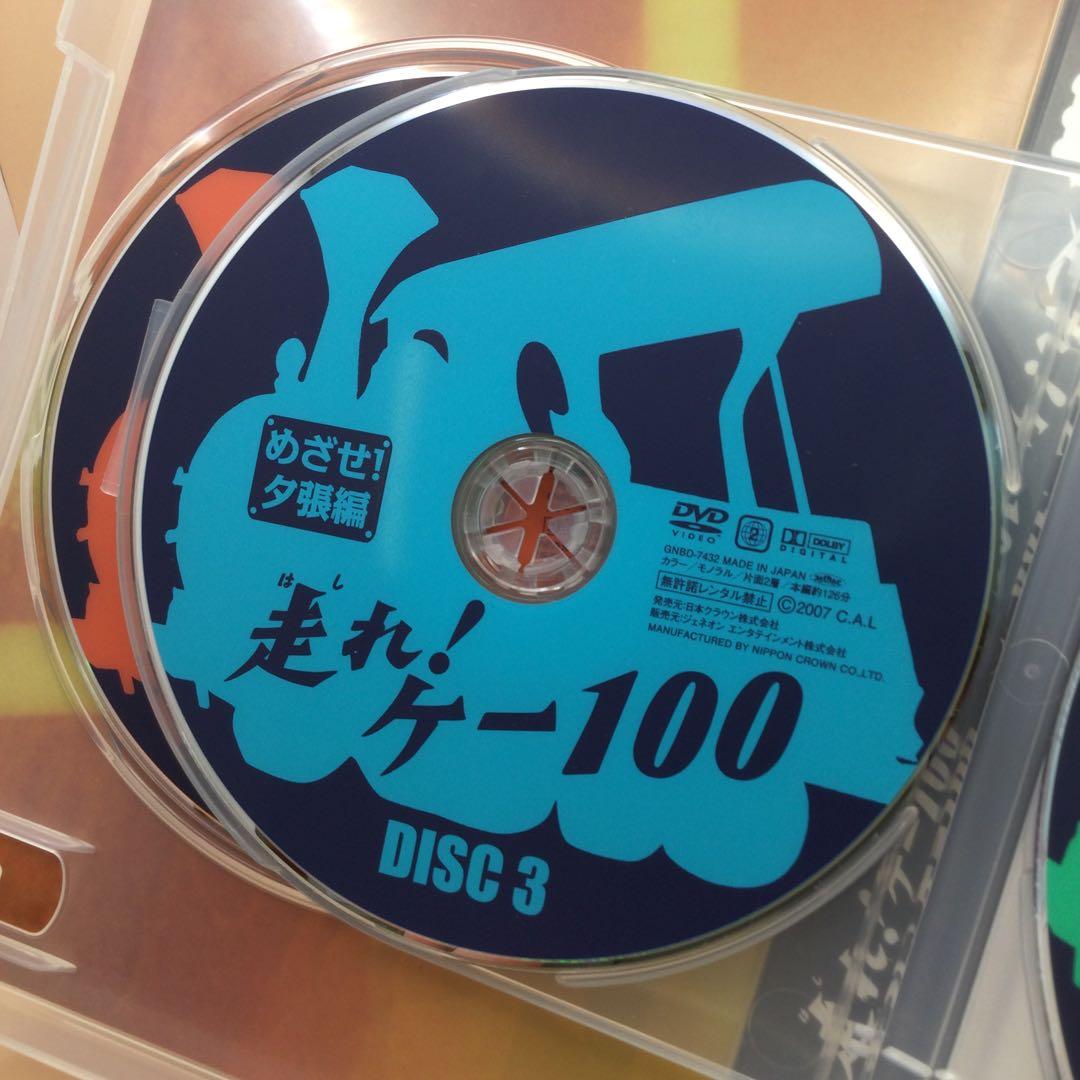 めざせ!
夕張編
はし
走れ!
ケー100
DISC 3
DVD
VIDEO
2
DOLBY
DIGITAL
GNBD-7432 MADE IN JAPAN
カラー/モノラル/片面2層/本編約126分
無許諾レンタル禁止 ©2007 C.A.L
発売元:日本クラウン株式会社
販売元:ジェネオン エンタテインメント株式会社
MANUFACTURED BY NIPPON CROWN CO.,LTD.